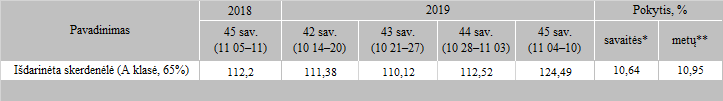 Pavadinimas 2018 2019 Pokytis, %
45 sav. 42 sav. 43 sav. 44 sav. 45 sav. savaitės* metų**
(11 05–11) (10 14–20) (10 21–27) (10 28–11 03) (11 04–10)
Išdarinėta skerdenėlė (A klasė, 65%) 112,2 111,38 110,12 112,52 124,49 10,64 10,95